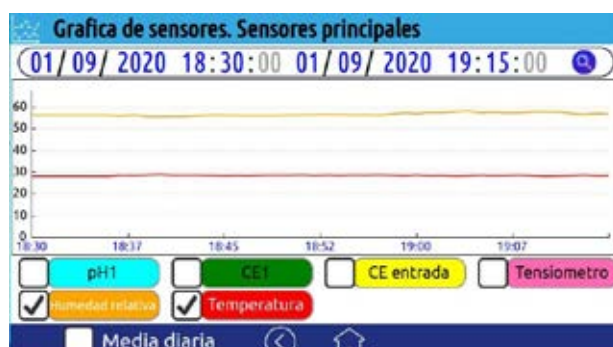 Grafica de sensores. Sensores principales
01/09/2020 18:30:00 01/09/2020 19:15:00
60
50
40
30
20
10
0
18:30 18:37 18:45 18:52 19:00 19:07
pH1 CE1 CE entrada Tensiometro
Humedad relativa Temperatura
Media diaria